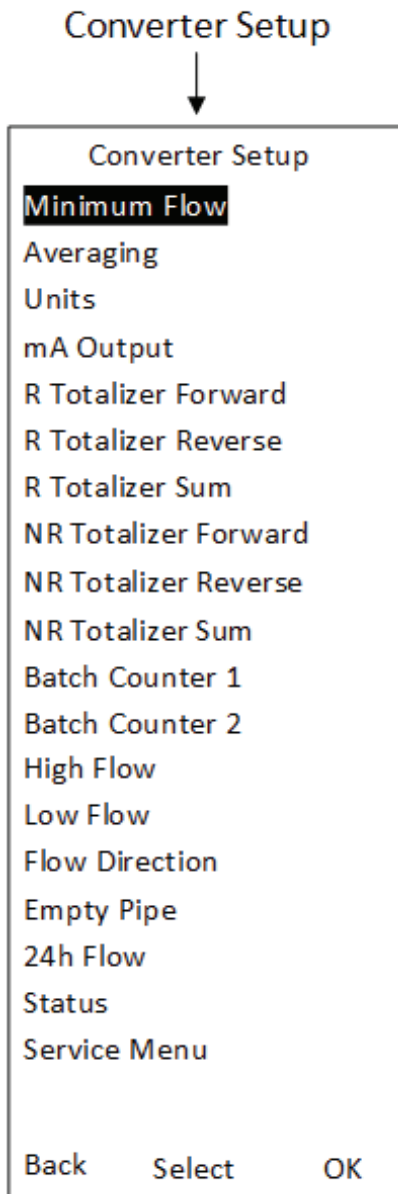 Converter Setup
Converter Setup
Minimum Flow
Averaging
Units
mA Output
R Totalizer Forward
R Totalizer Reverse
R Totalizer Sum
NR Totalizer Forward
NR Totalizer Reverse
NR Totalizer Sum
Batch Counter 1
Batch Counter 2
High Flow
Low Flow
Flow Direction
Empty Pipe
24h Flow
Status
Service Menu
Back Select OK